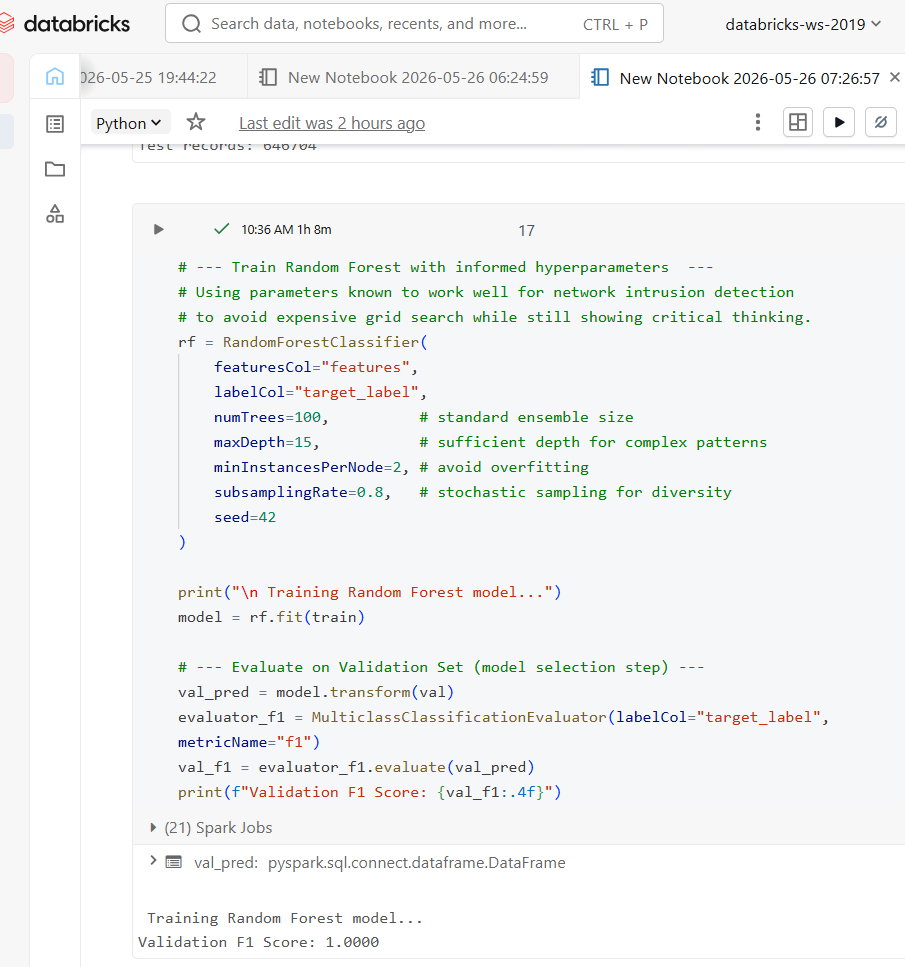 databricks
Search data, notebooks, recents, and more... CTRL + P
databricks-ws-2019
026-05-25 19:44:22
New Notebook 2026-05-26 06:24:59
New Notebook 2026-05-26 07:26:57
Python
Last edit was 2 hours ago
Test records: 646704
10:36 AM 1h 8m
17
# --- Train Random Forest with informed hyperparameters  ---
# Using parameters known to work well for network intrusion detection
# to avoid expensive grid search while still showing critical thinking.
rf = RandomForestClassifier(
    featuresCol="features",
    labelCol="target_label",
    numTrees=100,          # standard ensemble size
    maxDepth=15,           # sufficient depth for complex patterns
    minInstancesPerNode=2, # avoid overfitting
    subsamplingRate=0.8,   # stochastic sampling for diversity
    seed=42
)
print("\n Training Random Forest model...")
model = rf.fit(train)
# --- Evaluate on Validation Set (model selection step) ---
val_pred = model.transform(val)
evaluator_f1 = MulticlassClassificationEvaluator(labelCol="target_label",
metricName="f1")
val_f1 = evaluator_f1.evaluate(val_pred)
print(f"Validation F1 Score: {val_f1:.4f}")
(21) Spark Jobs
val_pred: pyspark.sql.connect.dataframe.DataFrame
Training Random Forest model...
Validation F1 Score: 1.0000